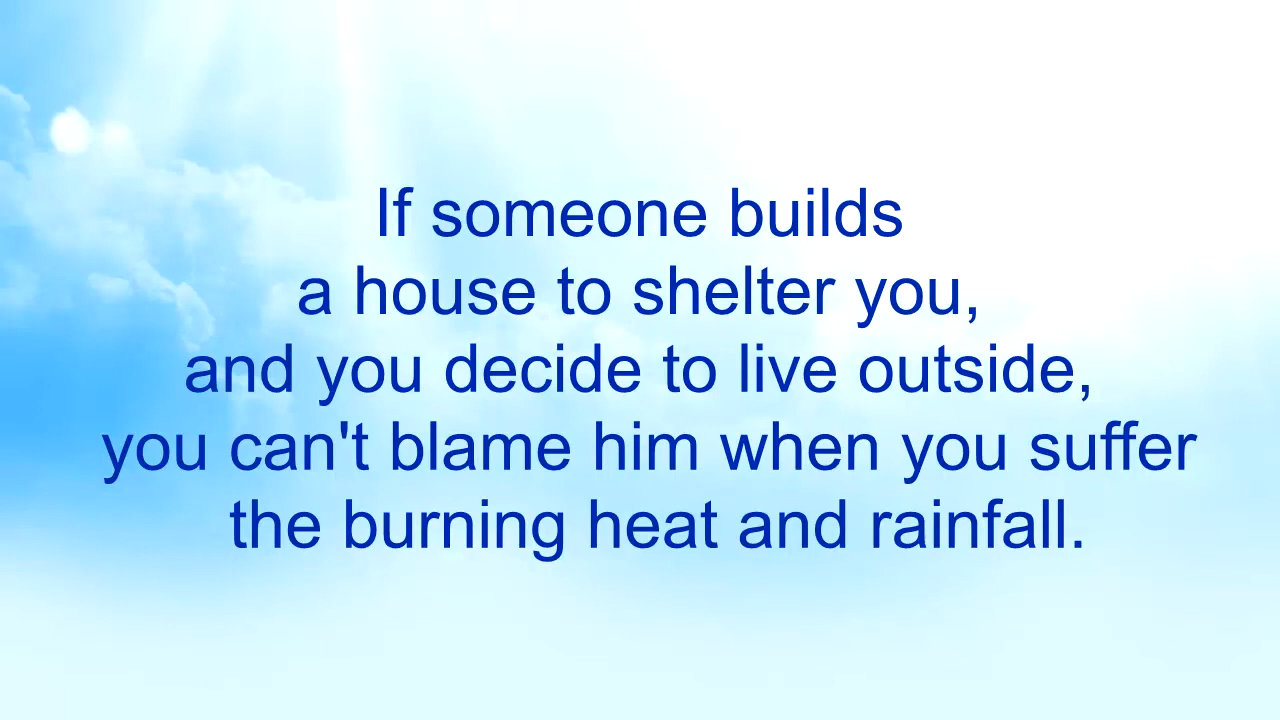 If someone builds
a house to shelter you,
and you decide to live outside,
you can't blame him when you suffer
the burning heat and rainfall.